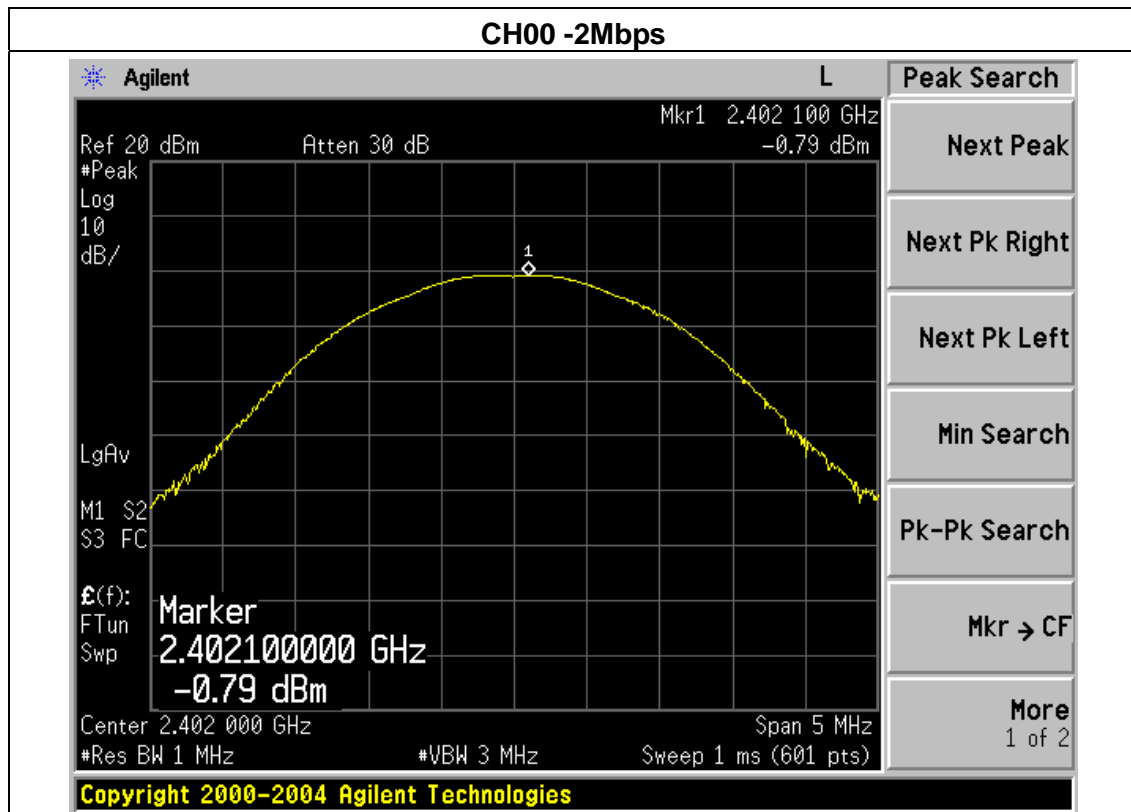 CH00 -2Mbps
Agilent L Peak Search
Mkr1 2.402 100 GHz
Ref 20 dBm Atten 30 dB -0.79 dBm
#Peak
Log
10
dB/
1
LgAv
M1 S2
S3 FC
£(f):
FTun
Swp
Marker
2.402100000 GHz
-0.79 dBm
Center 2.402 000 GHz Span 5 MHz
#Res BW 1 MHz #VBW 3 MHz Sweep 1 ms (601 pts)
Copyright 2000-2004 Agilent Technologies
Next Peak
Next Pk Right
Next Pk Left
Min Search
Pk-Pk Search
Mkr → CF
More
1 of 2